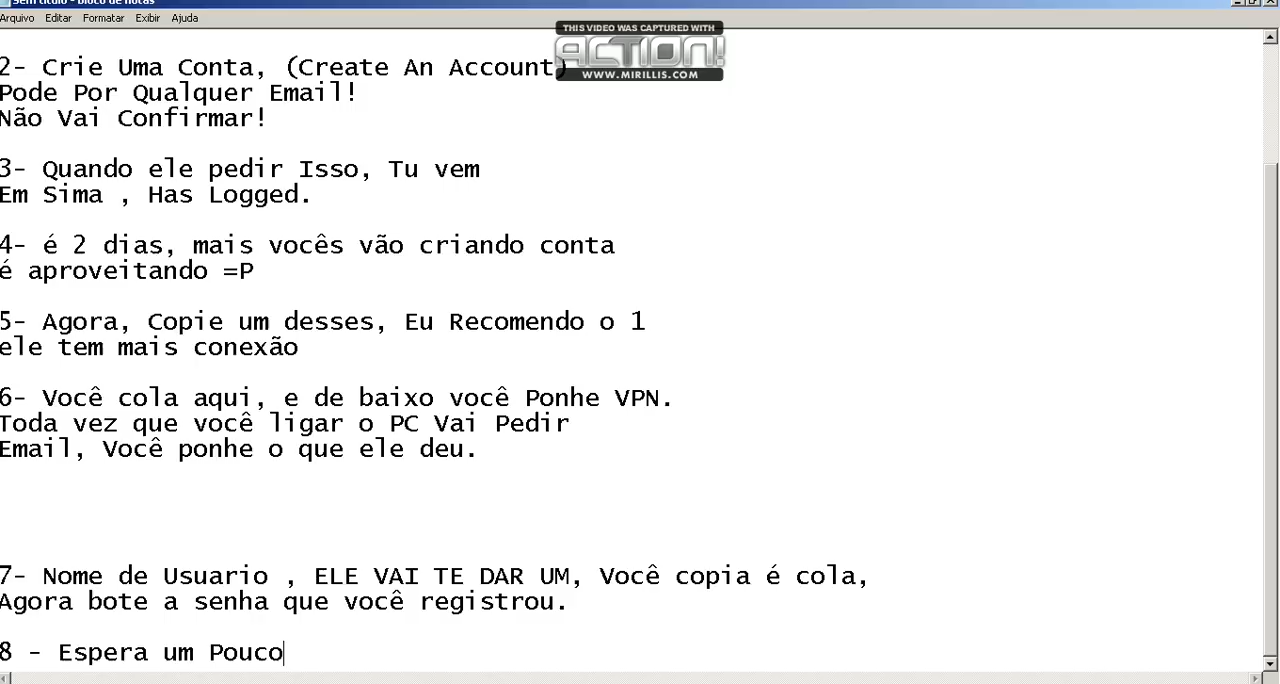 Sem título - Bloco de notas
Arquivo Editar Formatar Exibir Ajuda
THIS VIDEO WAS CAPTURED WITH
ACTION!
WWW.MIRILLIS.COM
2- Crie Uma Conta, (Create An Account)
Pode Por Qualquer Email!
Não Vai Confirmar!
3- Quando ele pedir Isso, Tu vem
Em Sima , Has Logged.
4- é 2 dias, mais vocês vão criando conta
é aproveitando =P
5- Agora, Copie um desses, Eu Recomendo o 1
ele tem mais conexão
6- Você cola aqui, e de baixo você Ponhe VPN.
Toda vez que você ligar o PC Vai Pedir
Email, Você ponhe o que ele deu.
7- Nome de Usuario , ELE VAI TE DAR UM, Você copia é cola,
Agora bote a senha que você registrou.
8 - Espera um Pouco